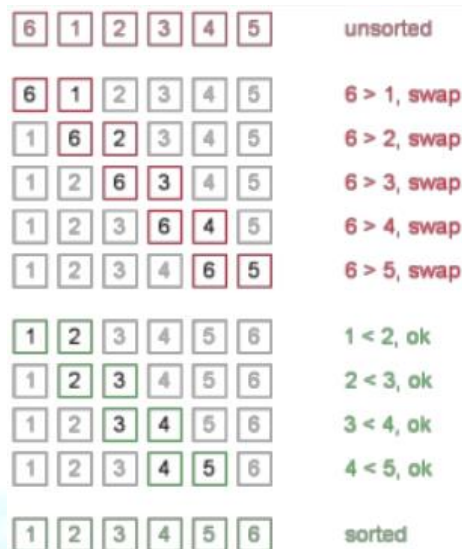 6 1 2 3 4 5 unsorted
6 1 2 3 4 5 6 > 1, swap
1 6 2 3 4 5 6 > 2, swap
1 2 6 3 4 5 6 > 3, swap
1 2 3 6 4 5 6 > 4, swap
1 2 3 4 6 5 6 > 5, swap
1 2 3 4 5 6 1 < 2, ok
1 2 3 4 5 6 2 < 3, ok
1 2 3 4 5 6 3 < 4, ok
1 2 3 4 5 6 4 < 5, ok
1 2 3 4 5 6 sorted